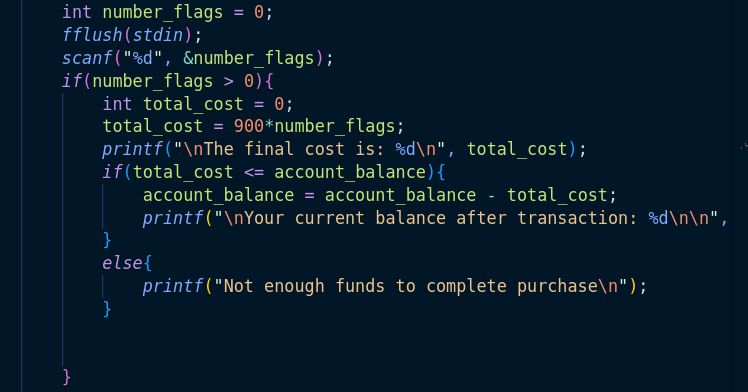 int number_flags = 0;
fflush(stdin);
scanf("%d", &number_flags);
if(number_flags > 0){
int total_cost = 0;
total_cost = 900*number_flags;
printf("\nThe final cost is: %d\n", total_cost);
if(total_cost <= account_balance){
account_balance = account_balance - total_cost;
printf("\nYour current balance after transaction: %d\n\n",
}
else{
printf("Not enough funds to complete purchase\n");
}
}